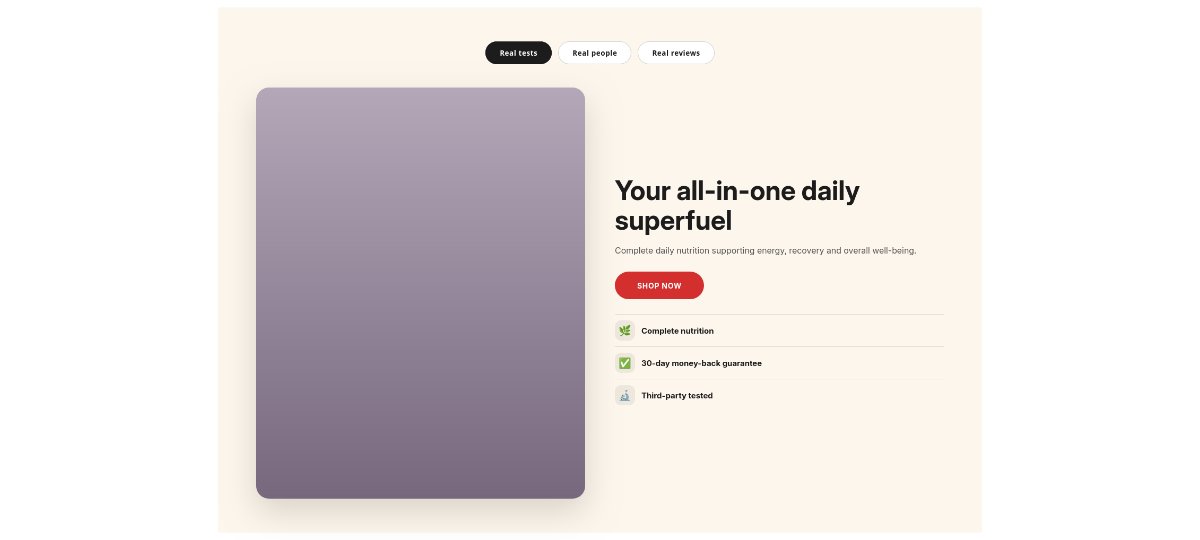 Real tests
Real people
Real reviews
Your all-in-one daily
superfuel
Complete daily nutrition supporting energy, recovery and overall well-being.
SHOP NOW
Complete nutrition
30-day money-back guarantee
Third-party tested